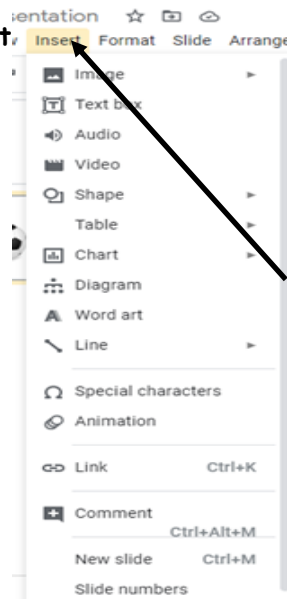 sentation
t Insert Format Slide Arrange
Image
Text box
Audio
Video
Shape
Table
Chart
Diagram
A Word art
Line
Ω Special characters
Animation
Link Ctrl+K
Comment
Ctrl+Alt+M
New slide Ctrl+M
Slide numbers